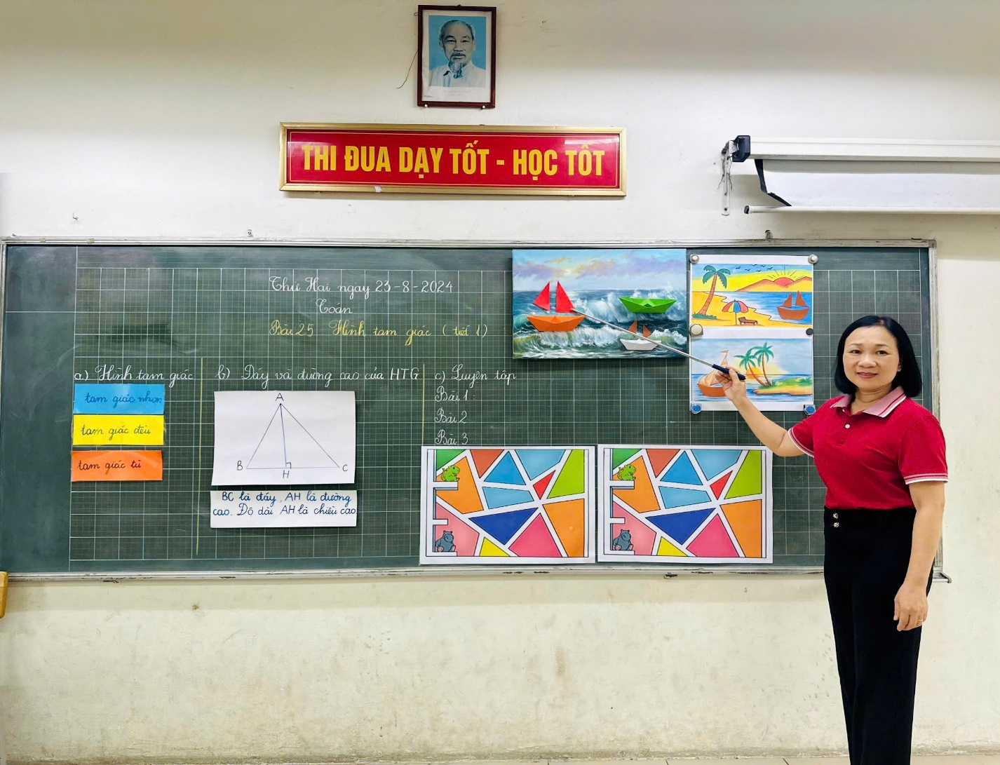 THI ĐUA DẠY TỐT - HỌC TỐT
Thứ Hai ngày 23-8-2024
Toán
Bài 25 Hình tam giác (tiết 1)
a) Hình tam giác
tam giác nhọn
tam giác đều
tam giác tù
b) Đáy và đường cao của HTG
A
B
H
C
BC là đáy, AH là đường
cao. Độ dài AH là chiều cao
c) Luyện tập
Bài 1:
Bài 2
Bài 3